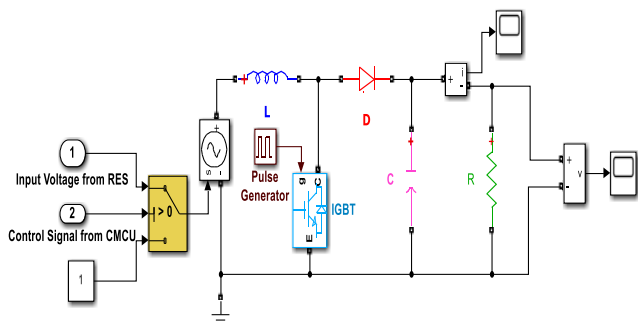 i
+
-
+
L
+
D
1
Input Voltage from RES
2
Control Signal from CMCU
> 0
1
+
s
-
Pulse
Generator
g
C
E
IGBT
+
C
+
R
+
-
v